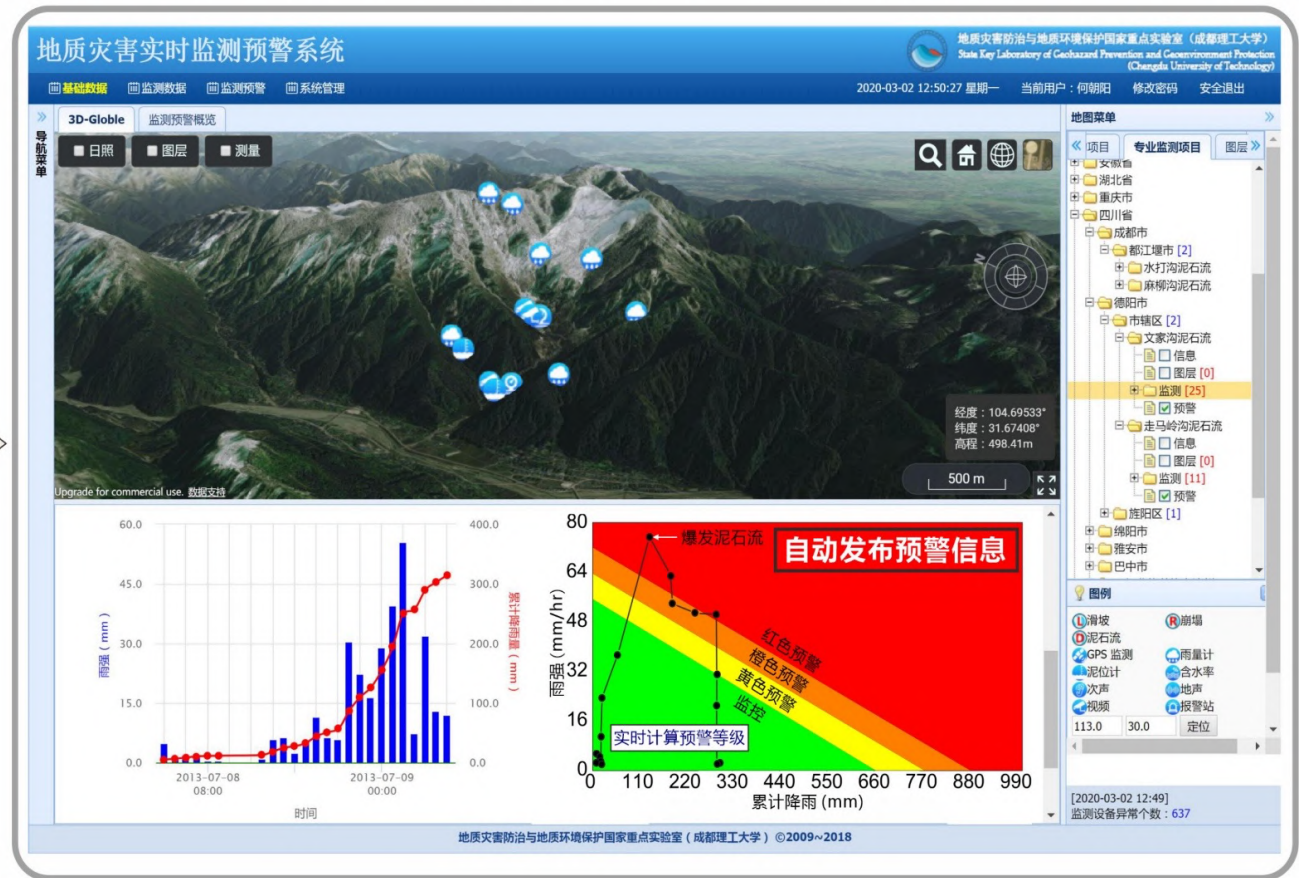 地质灾害实时监测预警系统
地质灾害防治与地质环境保护国家重点实验室（成都理工大学）
State Key Laboratory of Geohazard Prevention and Geoenvironment Protection
(Chengdu University of Technology)
基础数据 监测数据 监测预警 系统管理
2020-03-02 12:50:27 星期一 当前用户：何朝阳 修改密码 安全退出
导航菜单
3D-Globle 监测预警概览
日照 图层 测量
N
经度：104.69533°
纬度：31.67408°
高程：498.41m
500 m
Upgrade for commercial use. 数据支持
地图菜单
项目 专业监测项目 图层
安徽省
湖北省
重庆市
四川省
成都市
都江堰市 [2]
水打沟泥石流
麻柳沟泥石流
德阳市
市辖区 [2]
文家沟泥石流
信息
图层 [0]
监测 [25]
预警
走马岭沟泥石流
信息
图层 [0]
监测 [11]
预警
旌阳区 [1]
绵阳市
雅安市
巴中市
图例
L 滑坡 R 崩塌
D 泥石流
GPS 监测 雨量计
泥位计 含水率
次声 地声
视频 报警站
113.0 30.0 定位
[2020-03-02 12:49]
监测设备异常个数：637
60.0
45.0
30.0
15.0
0.0
雨强（mm）
400.0
300.0
200.0
100.0
0.0
累计降雨量（mm）
2013-07-08
08:00
2013-07-09
00:00
时间
80
64
48
32
16
0
雨强 (mm/hr)
爆发泥石流
自动发布预警信息
红色预警
橙色预警
黄色预警
监控
实时计算预警等级
0 110 220 330 440 550 660 770 880 990
累计降雨 (mm)
地质灾害防治与地质环境保护国家重点实验室（成都理工大学）©2009~2018